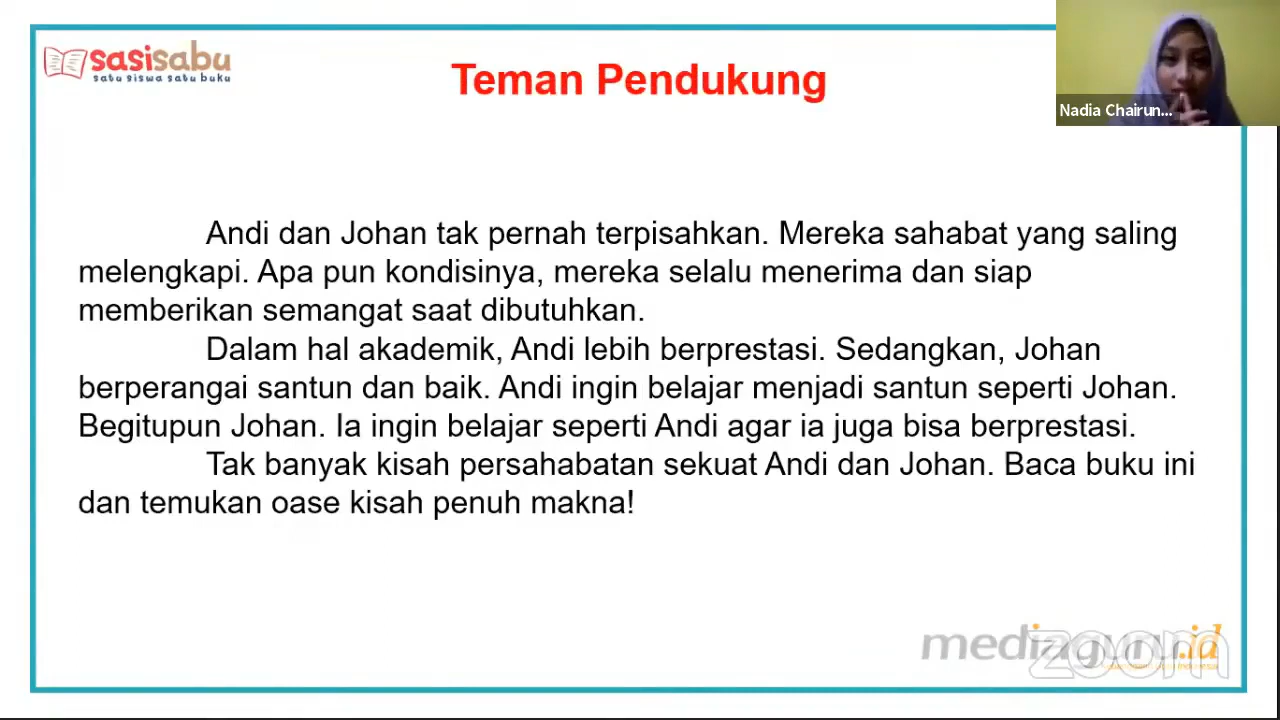 sasisabu
satu siswa satu buku
Teman Pendukung
Nadia Chairun...
Andi dan Johan tak pernah terpisahkan. Mereka sahabat yang saling
melengkapi. Apa pun kondisinya, mereka selalu menerima dan siap
memberikan semangat saat dibutuhkan.
Dalam hal akademik, Andi lebih berprestasi. Sedangkan, Johan
berperangai santun dan baik. Andi ingin belajar menjadi santun seperti Johan.
Begitupun Johan. Ia ingin belajar seperti Andi agar ia juga bisa berprestasi.
Tak banyak kisah persahabatan sekuat Andi dan Johan. Baca buku ini
dan temukan oase kisah penuh makna!
mediaguru.id
zoom